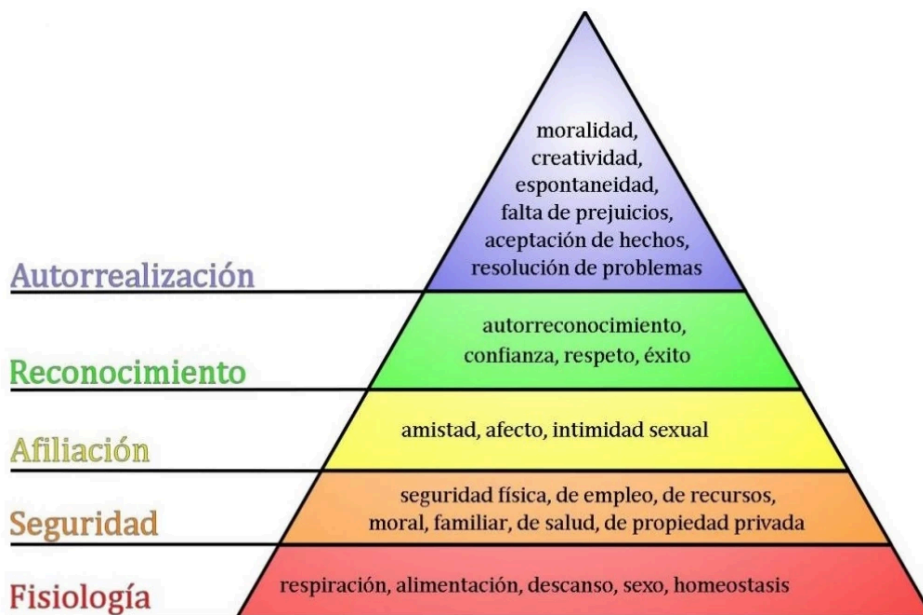 moralidad,
creatividad,
espontaneidad,
falta de prejuicios,
aceptación de hechos,
resolución de problemas
Autorrealización
autorreconocimiento,
confianza, respeto, éxito
Reconocimiento
amistad, afecto, intimidad sexual
Afiliación
seguridad física, de empleo, de recursos,
moral, familiar, de salud, de propiedad privada
Seguridad
respiración, alimentación, descanso, sexo, homeostasis
Fisiología